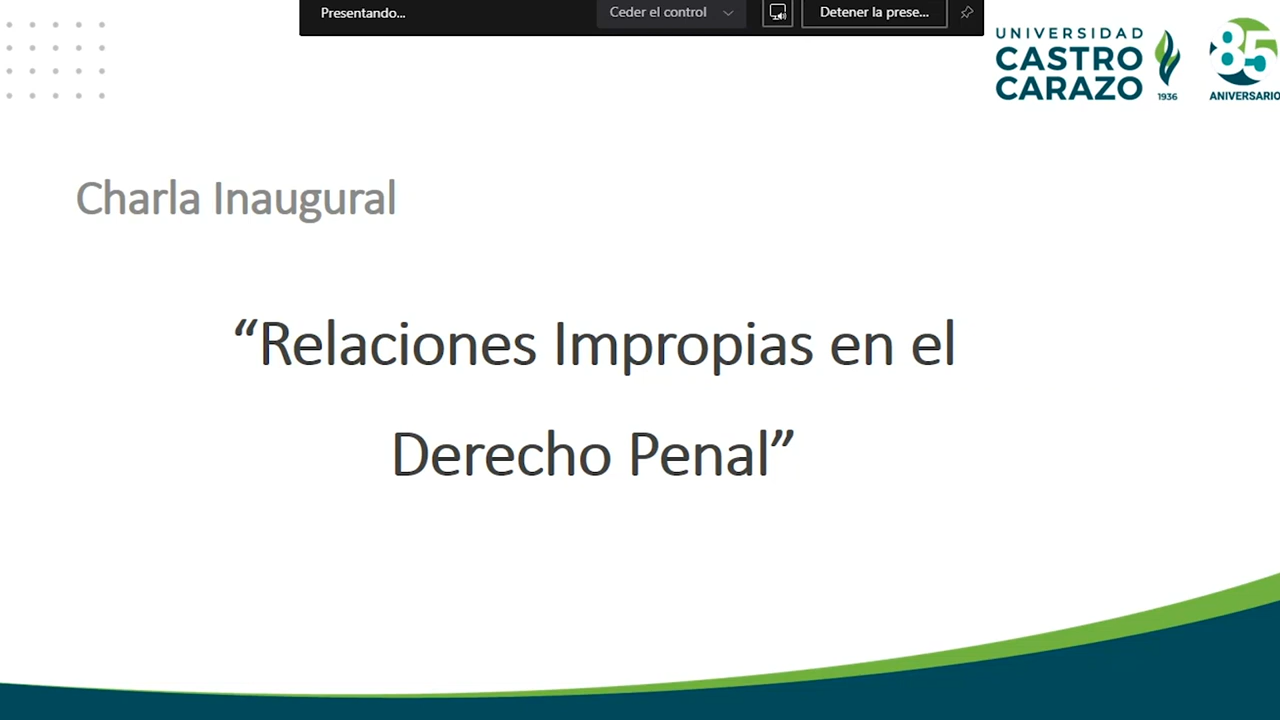 Presentando...
Ceder el control
Detener la prese...
UNIVERSIDAD
CASTRO
CARAZO
1936
85
ANIVERSARIO
Charla Inaugural
“Relaciones Impropias en el
Derecho Penal”